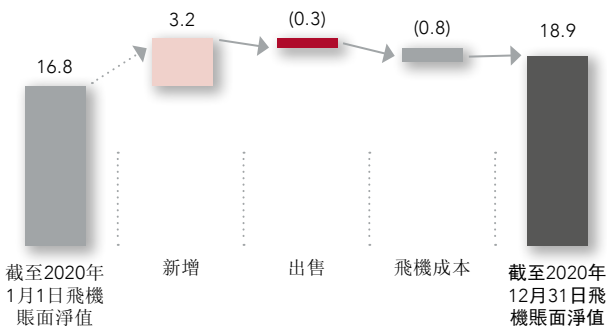 16.8
3.2
(0.3)
(0.8)
18.9
截至2020年
1月1日飛機
賬面淨值
新增
出售
飛機成本
截至2020年
12月31日飛
機賬面淨值